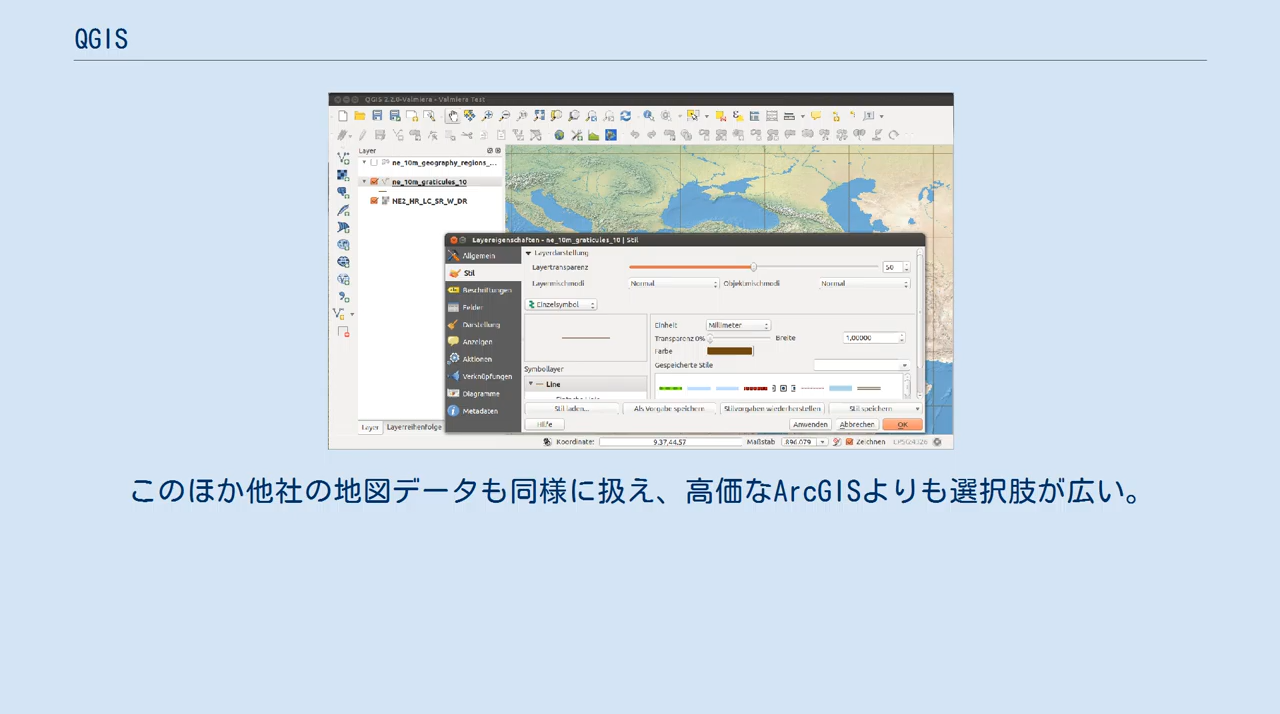 QGIS
QGIS 2.2.0-Valmiera - Valmiera Test
Layer
ne_10m_geography_regions_...
ne_10m_graticules_10
NE2_HR_LC_SR_W_DR
Layereigenschaften - ne_10m_graticules_10 | Stil
Allgemein
Stil
Beschriftungen
Felder
Darstellung
Anzeigen
Aktionen
Verknüpfungen
Diagramme
Metadaten
Layerdarstellung
Layertransparenz 50
Layermischmodi Normal Objektmischmodi Normal
Einzelsymbol
Einheit Millimeter
Transparenz 0% Breite 1,00000
Farbe
Gespeicherte Stile
Symbollayer
Line
Stil laden... Als Vorgabe speichern Stilvorgaben wiederherstellen Stil speichern
Hilfe Anwenden Abbrechen OK
Layer Layerreihenfolge
Koordinate: 9.37,44.57 Maßstab Zeichnen
このほか他社の地図データも同様に扱え、高価なArcGISよりも選択肢が広い。